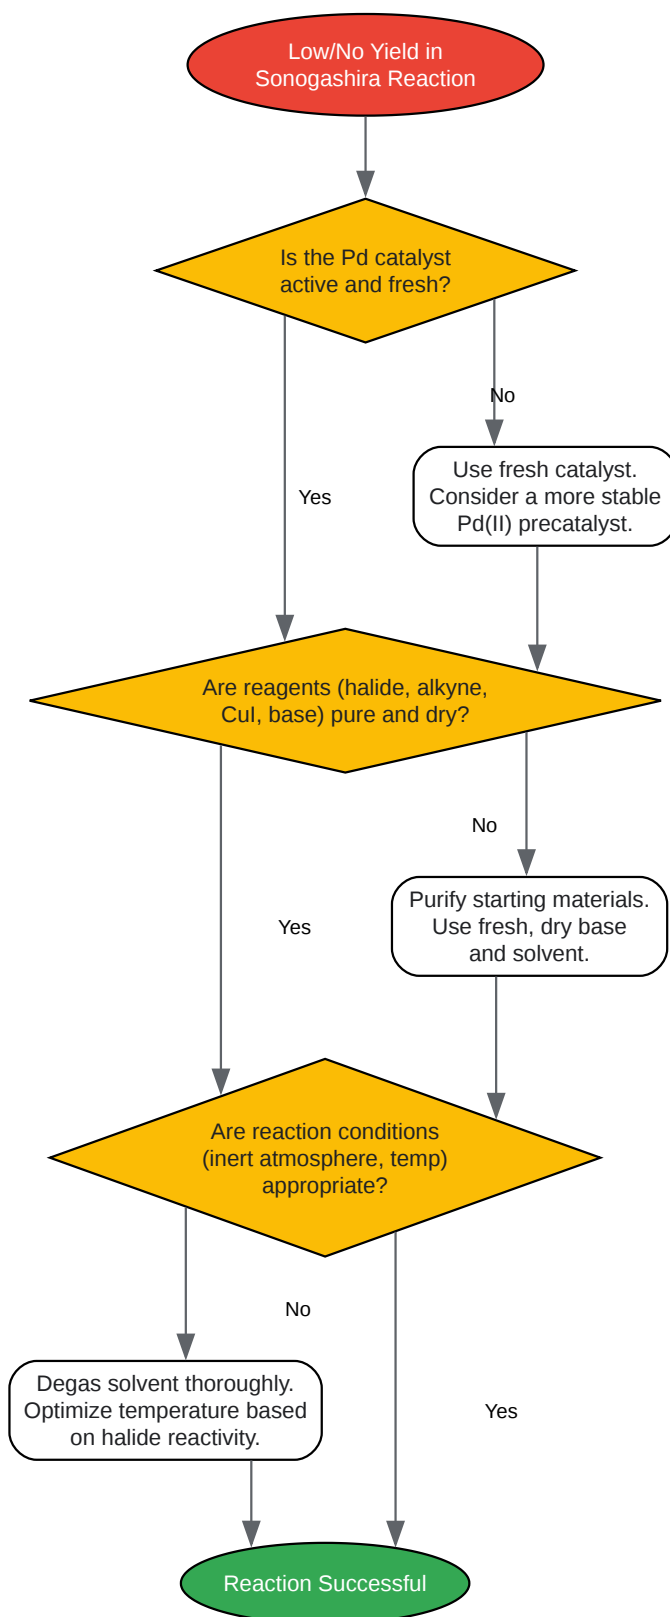 Low/No Yield in
Sonogashira Reaction
Is the Pd catalyst
active and fresh?
No
Use fresh catalyst.
Consider a more stable
Pd(II) precatalyst.
Yes
Are reagents (halide, alkyne,
CuI, base) pure and dry?
No
Purify starting materials.
Use fresh, dry base
and solvent.
Yes
Are reaction conditions
(inert atmosphere, temp)
appropriate?
No
Degas solvent thoroughly.
Optimize temperature based
on halide reactivity.
Yes
Reaction Successful